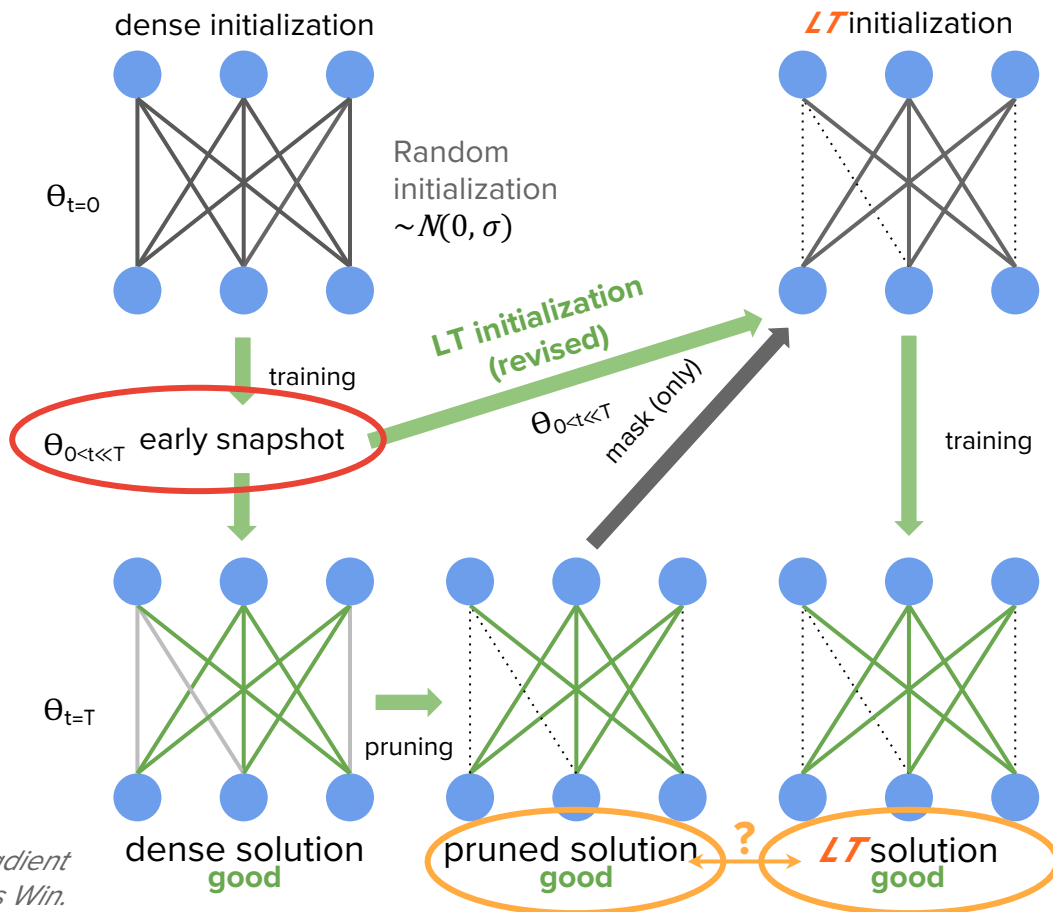 dense initialization
LT initialization
Random
initialization
~N(0, σ)
θt=0
LT initialization
(revised)
training
θ0<t≪T early snapshot
θ0<t≪T
mask (only)
training
θt=T
pruning
dense solution
good
pruned solution
good
?
LT solution
good
s Win.